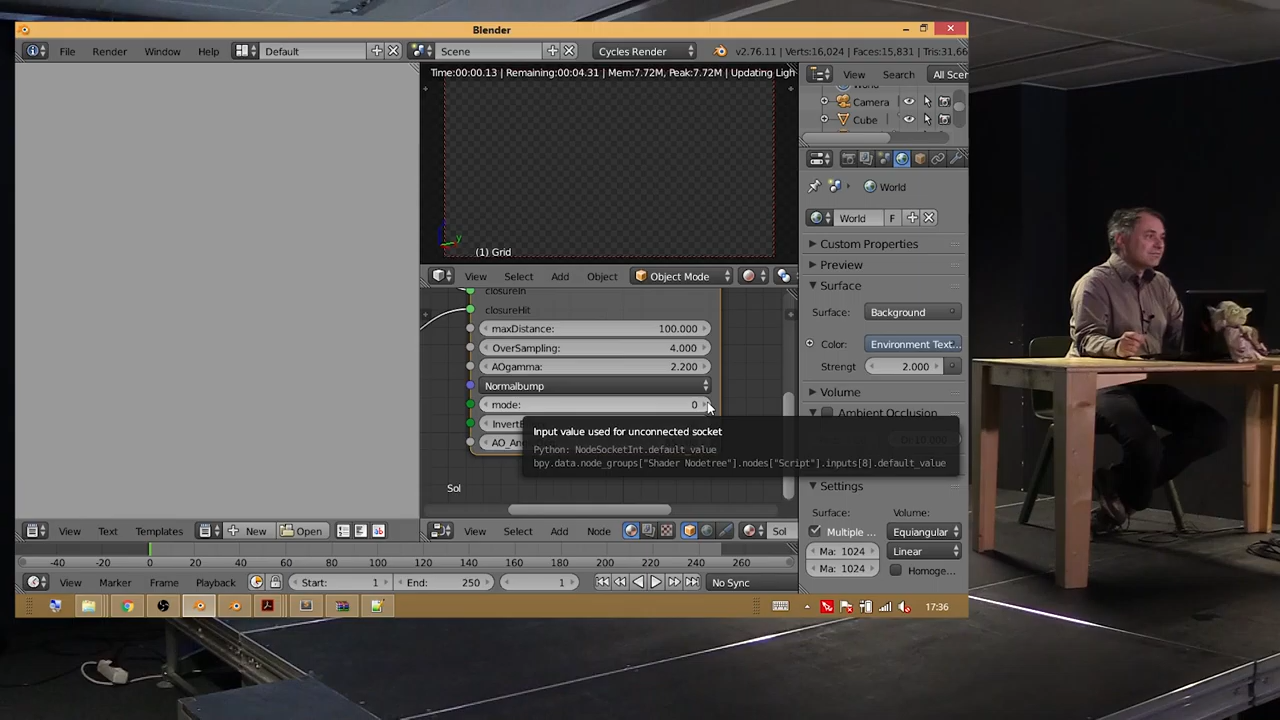 Blender
File Render Window Help Default Scene Cycles Render v2.76.11 | Verts:16,024 | Faces:15,831 | Tris:31,66
Time:00:00.13 | Remaining:00:04.31 | Mem:7.72M, Peak:7.72M | Updating Ligh
View Search All Scer
Camera
Cube
World
World F
(1) Grid
View Select Add Object Object Mode
Custom Properties
Preview
Surface
Surface: Background
Color: Environment Text...
Strengt 2.000
Volume
Ambient Occlusion
Settings
Surface: Volume:
Multiple ... Equiangular
Ma: 1024 Linear
Ma: 1024 Homoge...
closureIn
closureHit
maxDistance: 100.000
OverSampling: 4.000
AOgamma: 2.200
Normalbump
mode: 0
InvertB
AO_An
Input value used for unconnected socket
Python: NodeSocketInt.default_value
bpy.data.node_groups["Shader Nodetree"].nodes["Script"].inputs[8].default_value
Sol
View Text Templates New Open View Select Add Node Sol
-40 -20 0 20 40 60 80 100 120 140 160 180 200 220 240 260
View Marker Frame Playback Start: 1 End: 250 1 No Sync
17:36